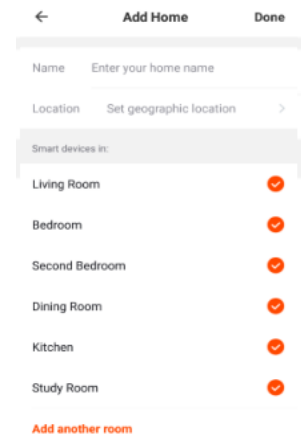 Add Home Done
Name Enter your home name
Location Set geographic location
Smart devices in:
Living Room
Bedroom
Second Bedroom
Dining Room
Kitchen
Study Room
Add another room